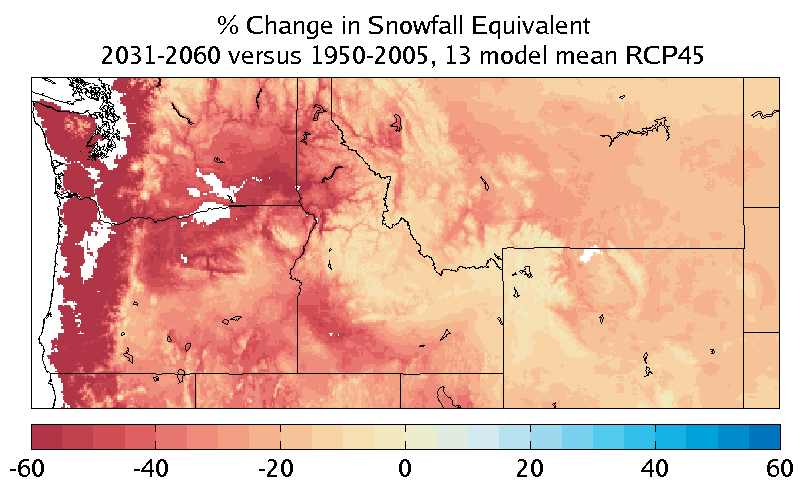 % Change in Snowfall Equivalent
2031-2060 versus 1950-2005, 13 model mean RCP45
-60 -40 -20 0 20 40 60